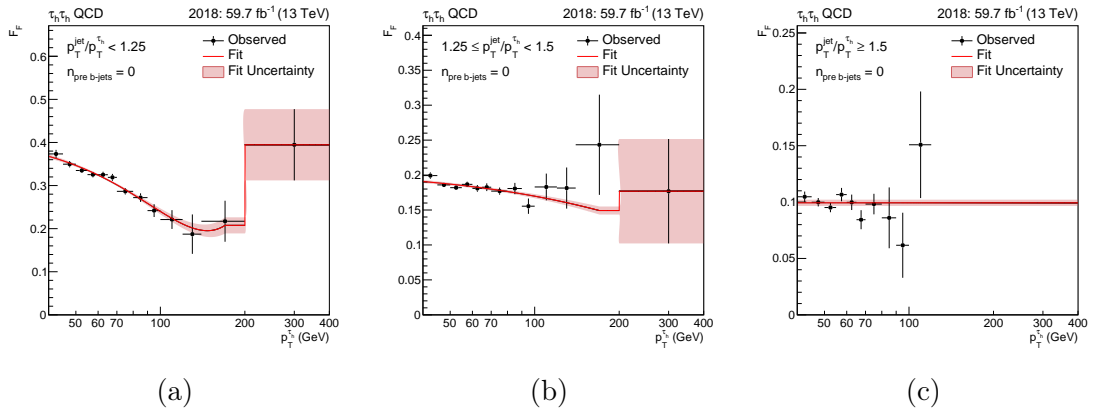 τhτh QCD 2018: 59.7 fb-1 (13 TeV)
FF
pTjet/pTτh < 1.25
npre b-jets = 0
Observed
Fit
Fit Uncertainty
0.6
0.5
0.4
0.3
0.2
0.1
0
50 60 70 100 200 300 400
pTτh (GeV)
(a)
τhτh QCD 2018: 59.7 fb-1 (13 TeV)
FF
1.25 ≤ pTjet/pTτh < 1.5
npre b-jets = 0
Observed
Fit
Fit Uncertainty
0.4
0.35
0.3
0.25
0.2
0.15
0.1
0.05
0
50 60 70 100 200 300 400
pTτh (GeV)
(b)
τhτh QCD 2018: 59.7 fb-1 (13 TeV)
FF
pTjet/pTτh ≥ 1.5
npre b-jets = 0
Observed
Fit
Fit Uncertainty
0.25
0.2
0.15
0.1
0.05
0
50 60 70 100 200 300 400
pTτh (GeV)
(c)